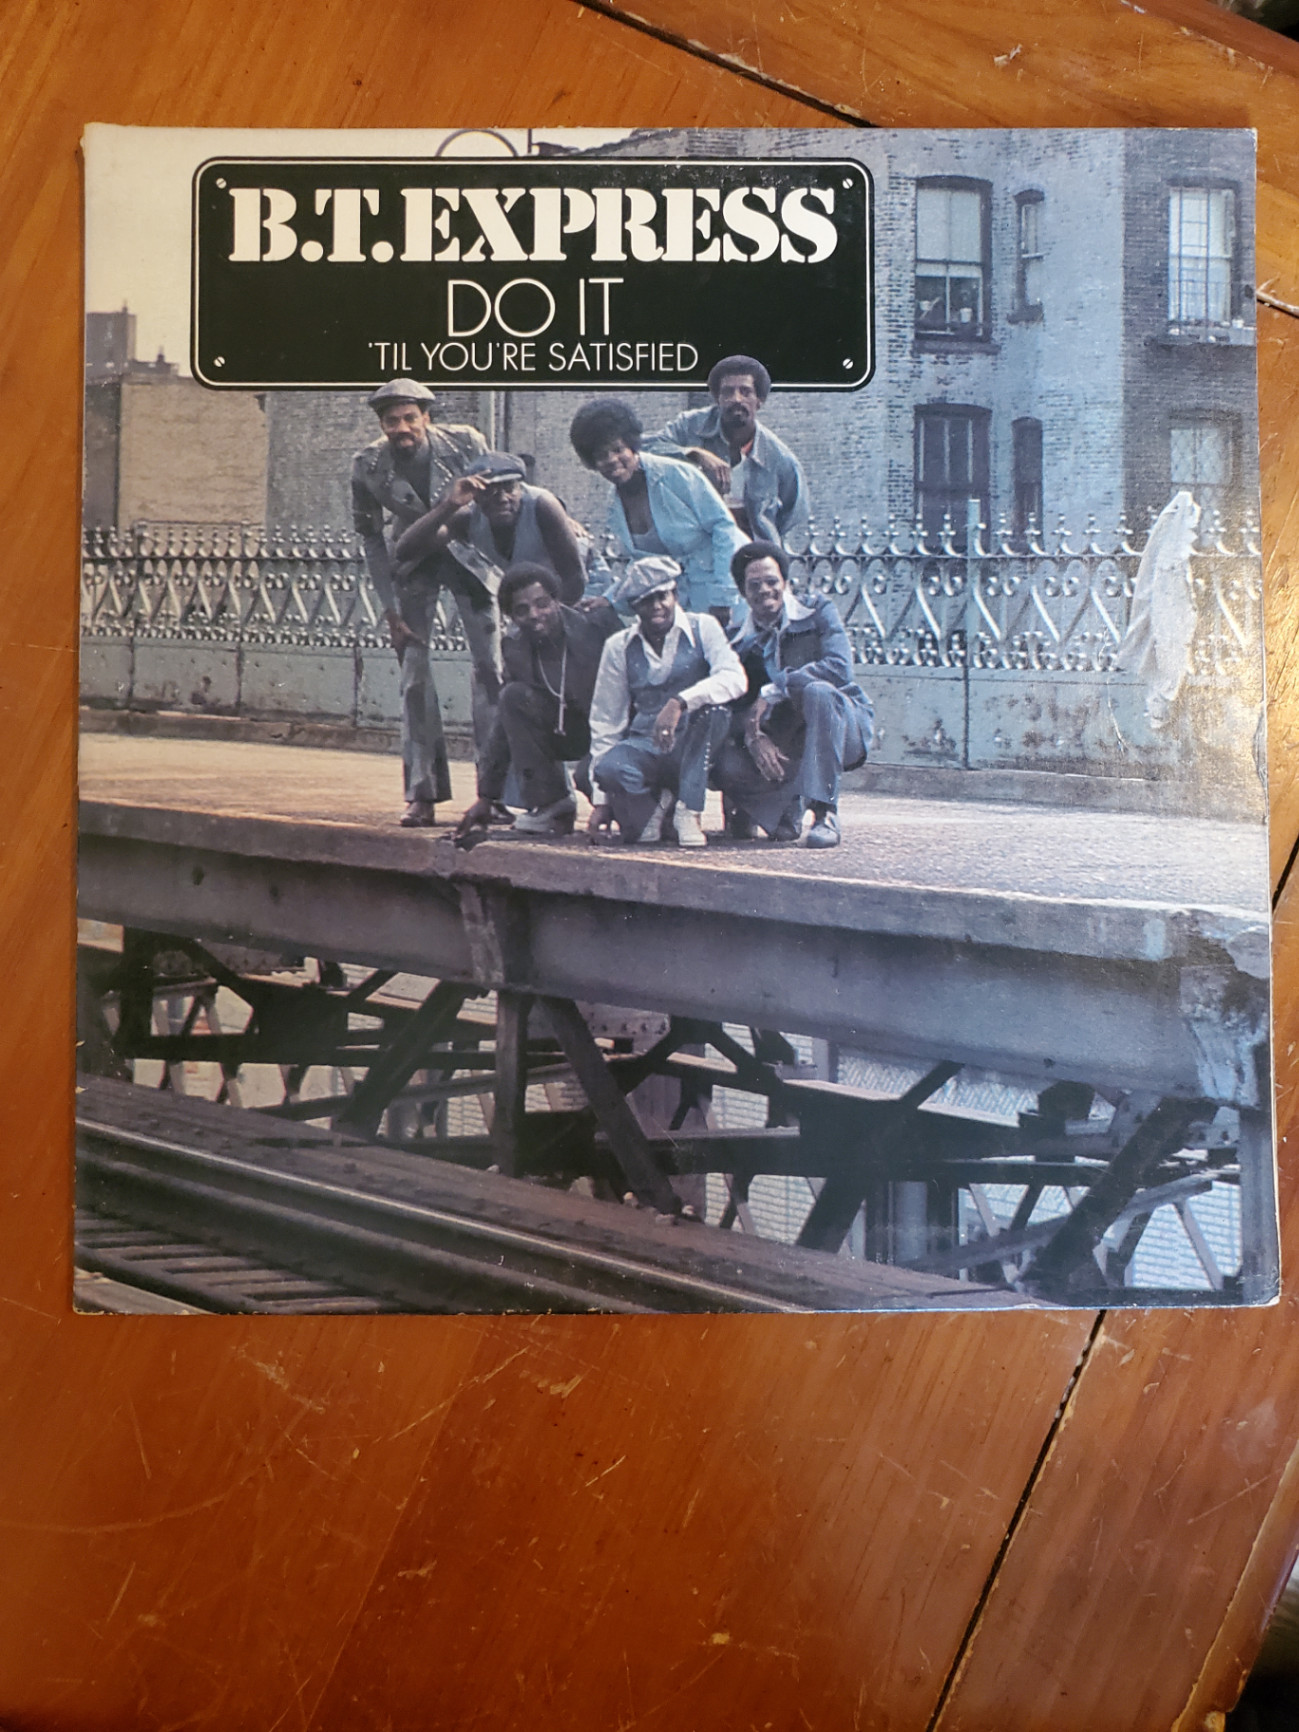 B.T.EXPRESS
DO IT
'TIL YOU'RE SATISFIED